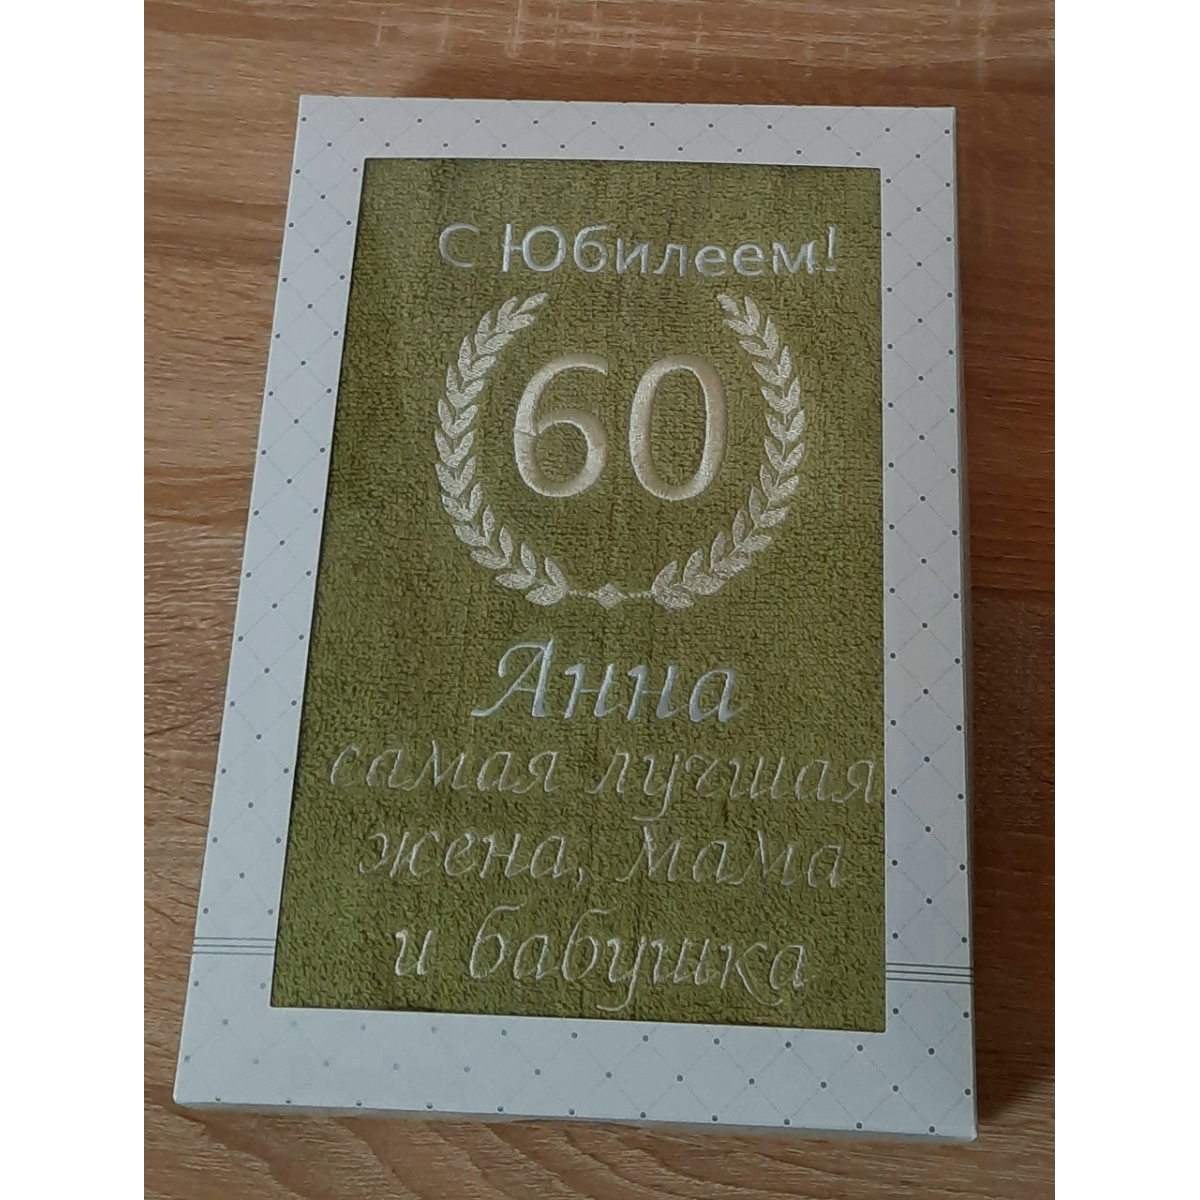 С Юбилеем!
60
Анна
самая лучшая
жена, мама
и бабушка